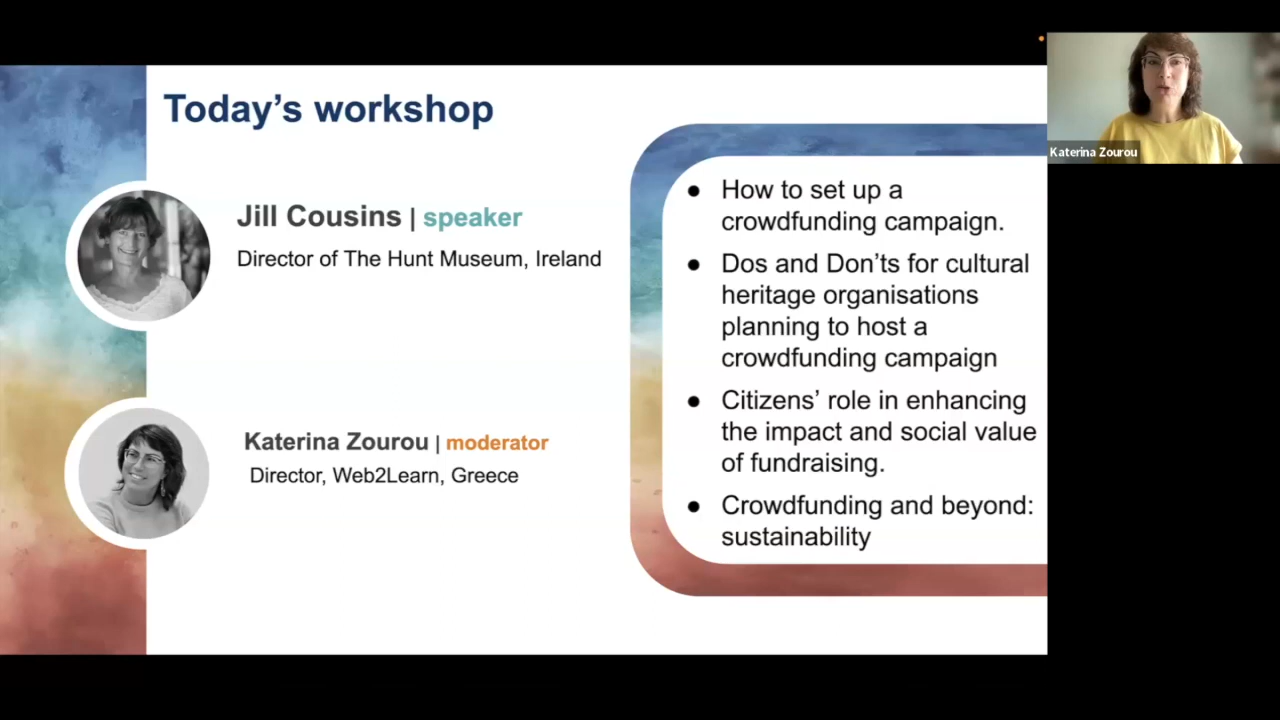 Today's workshop
Jill Cousins | speaker
Director of The Hunt Museum, Ireland
Katerina Zourou | moderator
Director, Web2Learn, Greece
● How to set up a
crowdfunding campaign.
● Dos and Don'ts for cultural
heritage organisations
planning to host a
crowdfunding campaign
● Citizens' role in enhancing
the impact and social value
of fundraising.
● Crowdfunding and beyond:
sustainability
Katerina Zourou